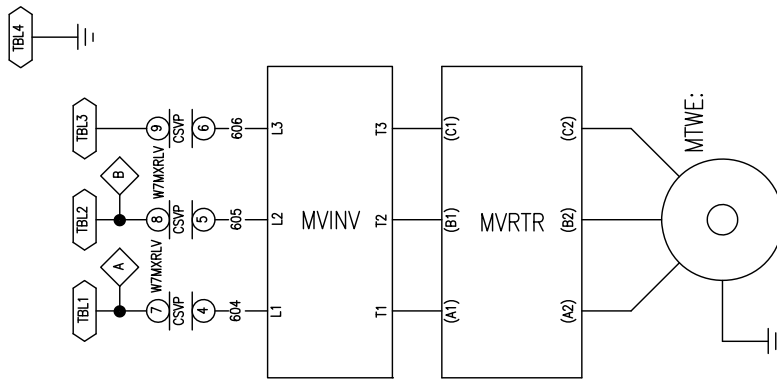 TBL4
TBL1
TBL2
TBL3
A
B
7
8
9
W7MXRLV
W7MXRLV
CSVP
CSVP
CSVP
4
5
6
604
605
606
L1
L2
L3
MVINV
T1
T2
T3
(A1)
(B1)
(C1)
MVRTR
(A2)
(B2)
(C2)
MTWE: